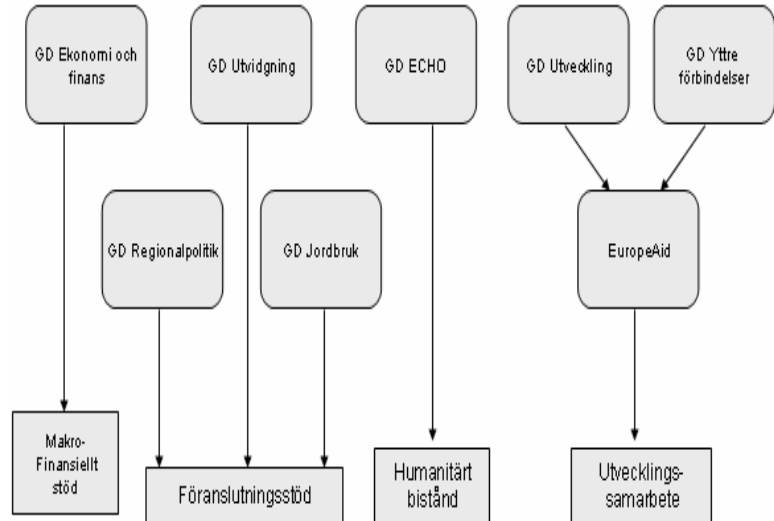 GD Ekonomi och
finans
GD Utvidgning
GD ECHO
GD Utveckling
GD Yttre
förbindelser
GD Regionalpolitik
GD Jordbruk
EuropeAid
Makro-
Finansiellt
stöd
Föranslutningsstöd
Humanitärt
bistånd
Utvecklings-
samarbete